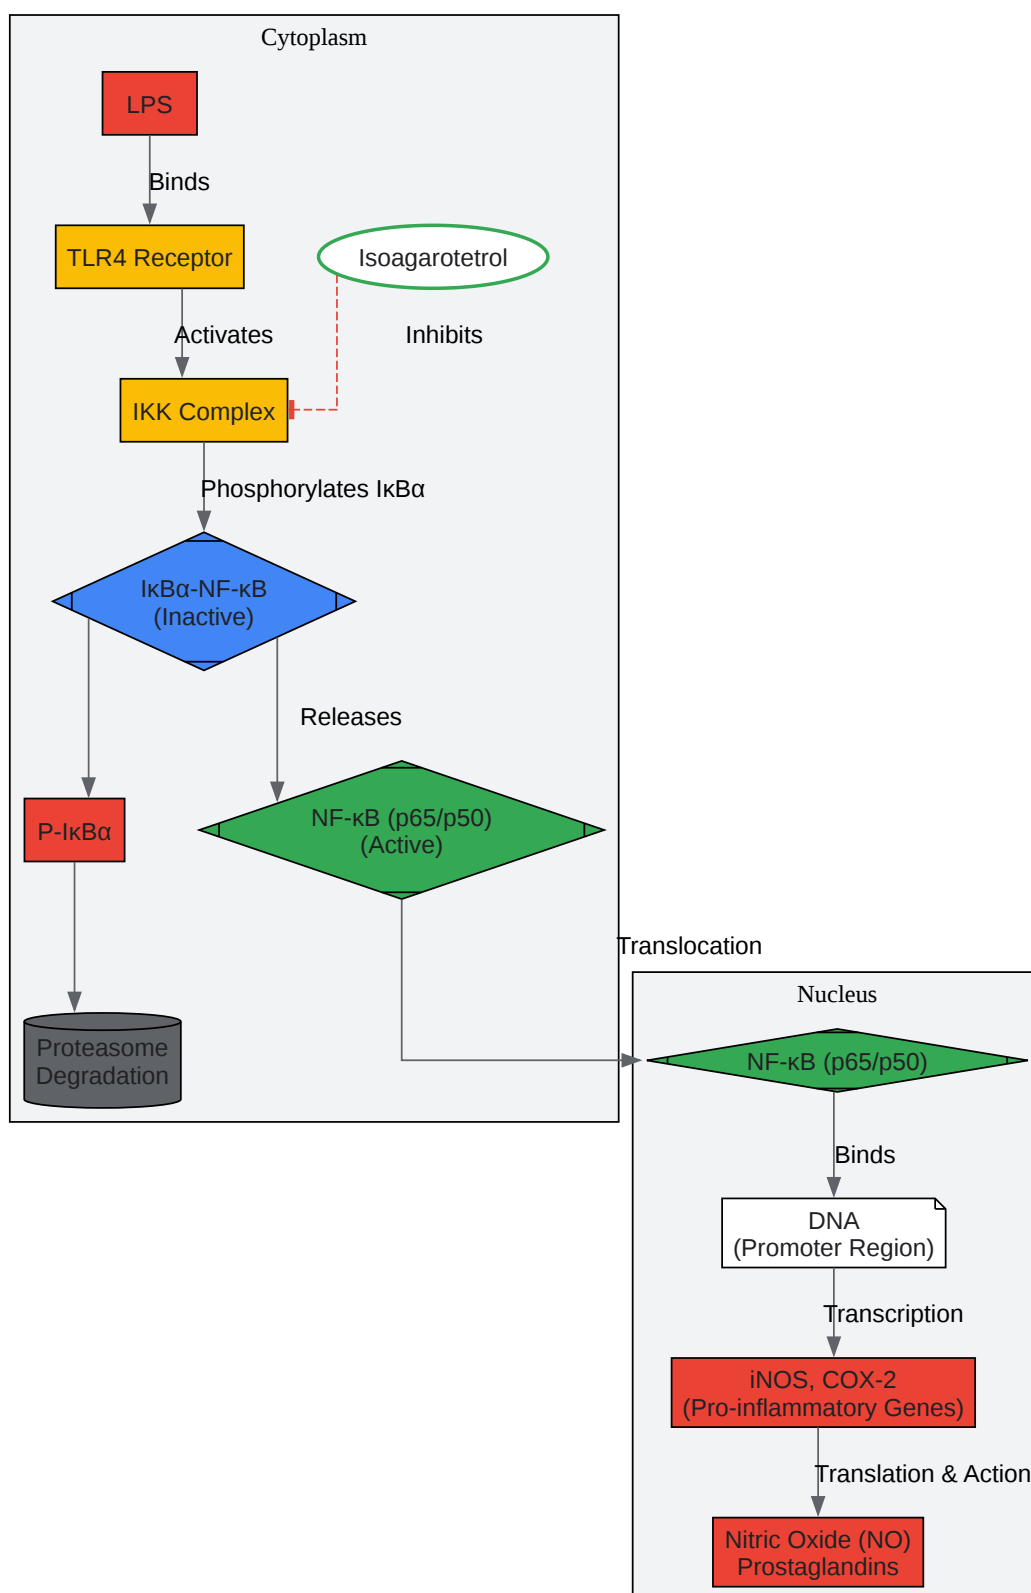 Cytoplasm
LPS
Binds
TLR4 Receptor
Isoagarotetrol
Activates
Inhibits
IKK Complex
Phosphorylates IκBα
IκBα-NF-κB
(Inactive)
Releases
P-IκBα
NF-κB (p65/p50)
(Active)
Translocation
Proteasome
Degradation
Nucleus
NF-κB (p65/p50)
Binds
DNA
(Promoter Region)
Transcription
iNOS, COX-2
(Pro-inflammatory Genes)
Translation & Action
Nitric Oxide (NO)
Prostaglandins